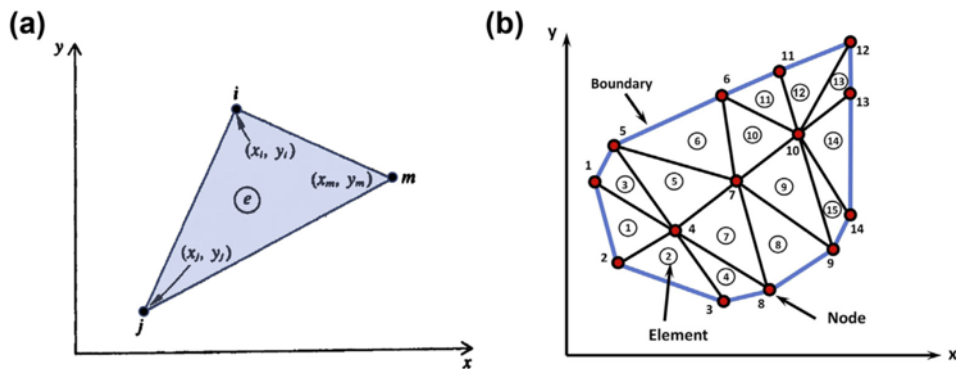 (a)
y
i
(xᵢ, yᵢ)
(xₘ, yₘ)
m
e
(xⱼ, yⱼ)
j
x
(b)
y
12
11
Boundary
6
13
12
13
11
5
10
10
14
6
1
3
5
7
9
4
15
14
1
7
8
2
2
9
4
3
8
Node
Element
x